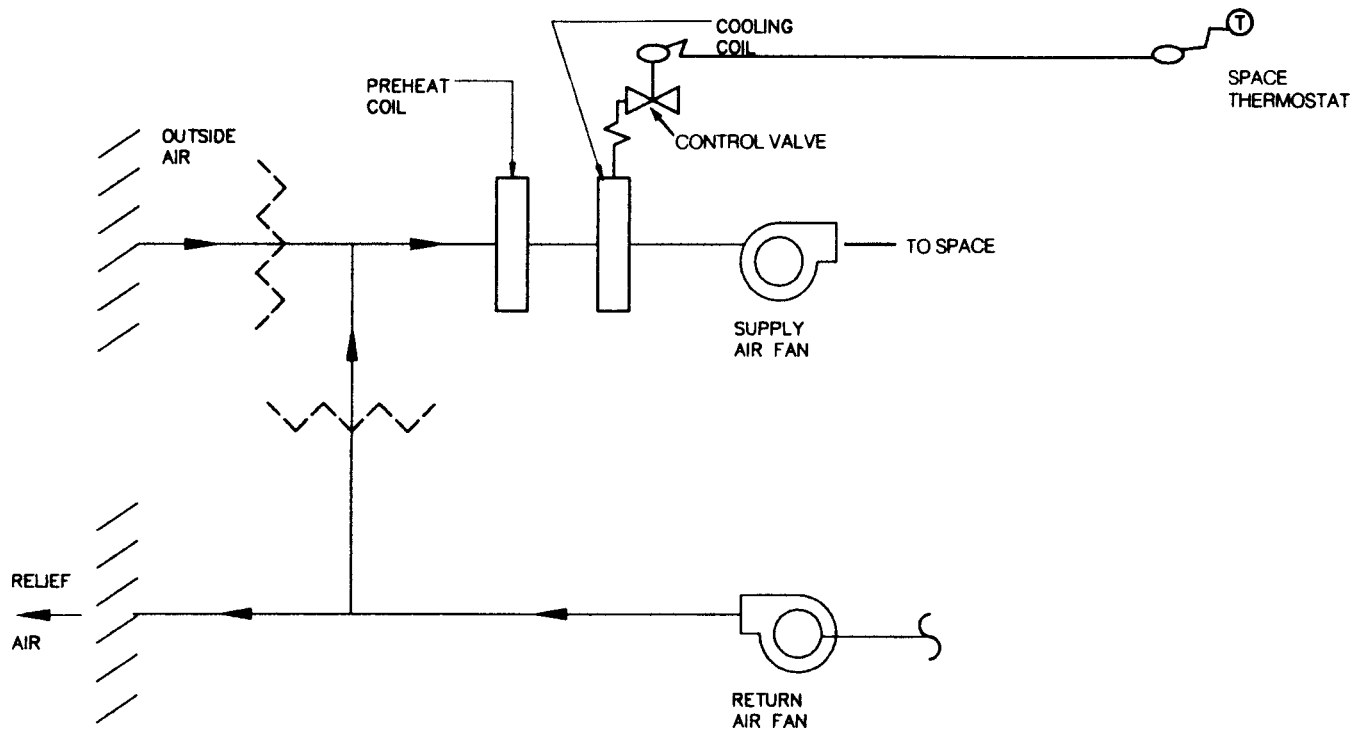 COOLING
COIL
T
SPACE
THERMOSTAT
PREHEAT
COIL
CONTROL VALVE
OUTSIDE
AIR
TO SPACE
SUPPLY
AIR FAN
RELIEF
AIR
RETURN
AIR FAN